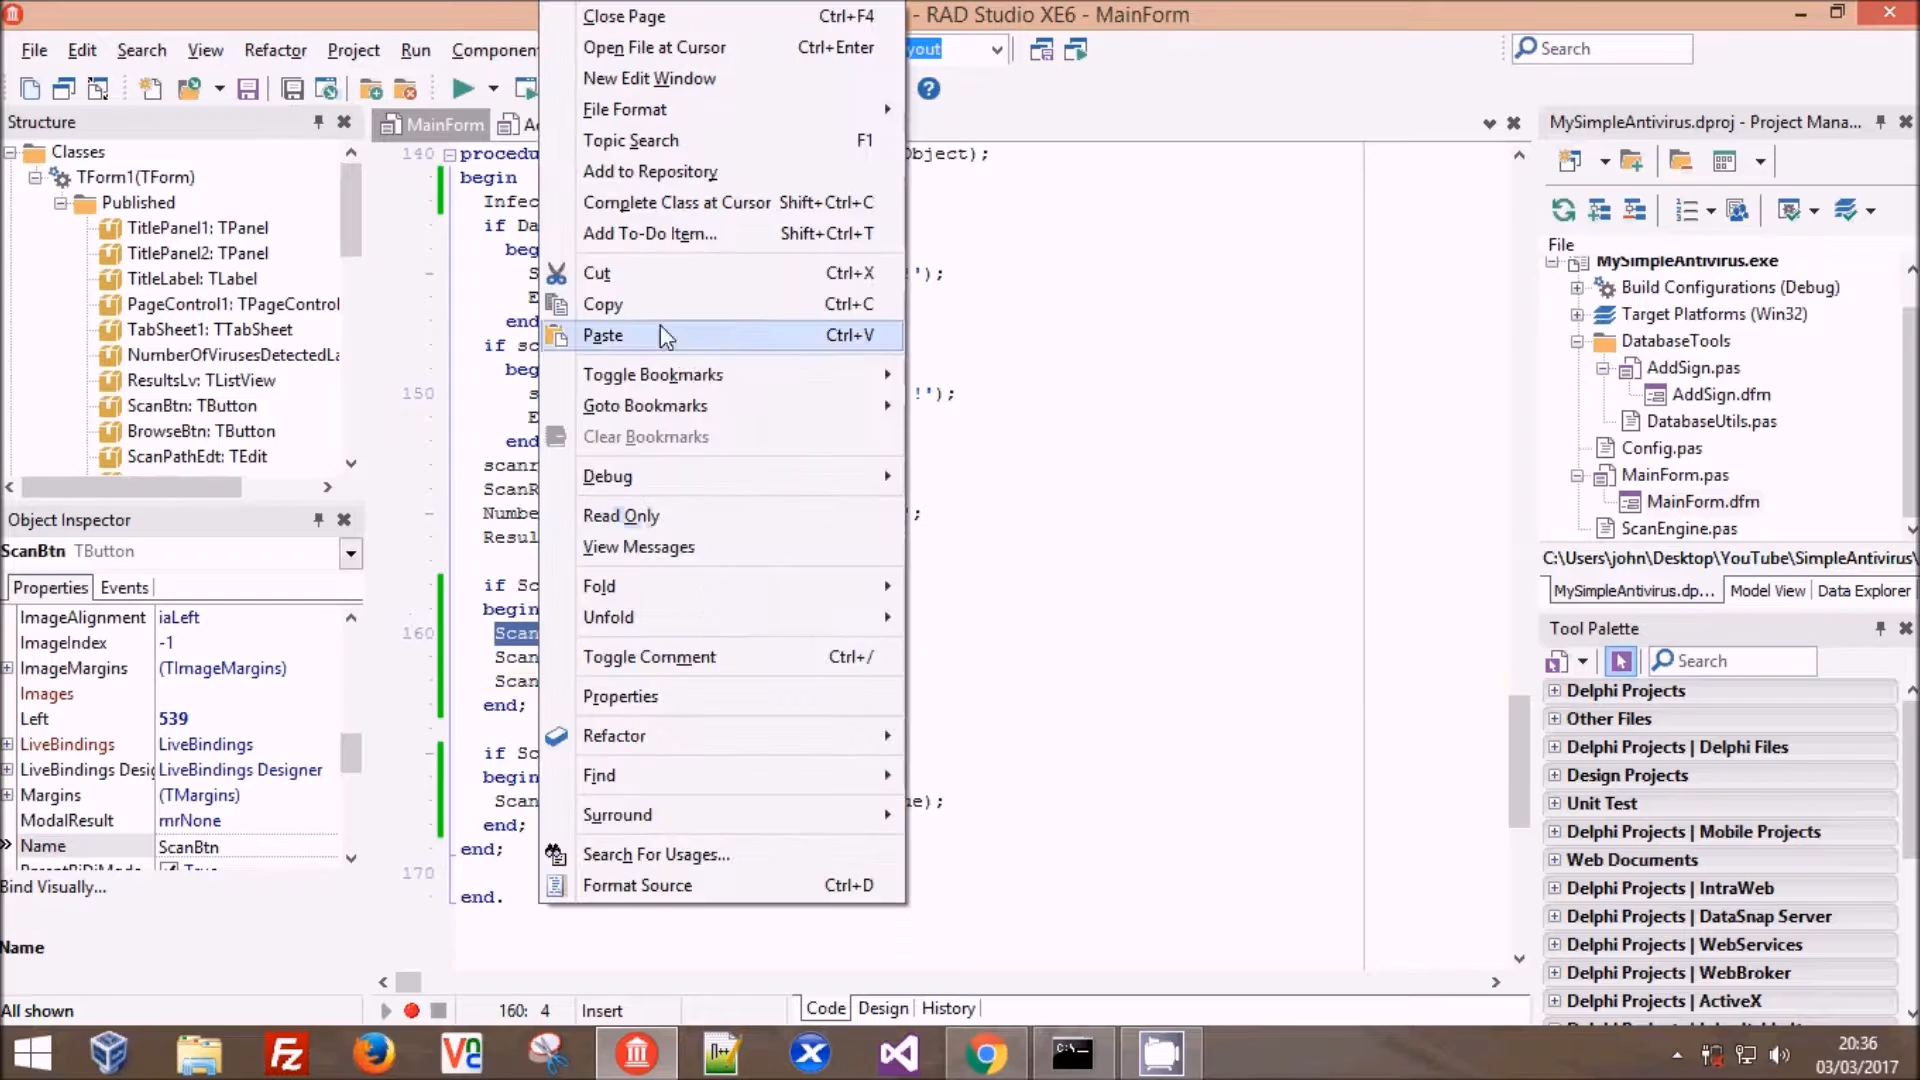 - RAD Studio XE6 - MainForm
File Edit Search View Refactor Project Run Componen
yout
Search
Structure
Classes
TForm1(TForm)
Published
TitlePanel1: TPanel
TitlePanel2: TPanel
TitleLabel: TLabel
PageControl1: TPageControl
TabSheet1: TTabSheet
NumberOfVirusesDetectedLa
ResultsLv: TListView
ScanBtn: TButton
BrowseBtn: TButton
ScanPathEdt: TEdit
Object Inspector
ScanBtn TButton
Properties Events
ImageAlignment iaLeft
ImageIndex -1
ImageMargins (TImageMargins)
Images
Left 539
LiveBindings LiveBindings
LiveBindings Desig LiveBindings Designer
Margins (TMargins)
ModalResult mrNone
Name ScanBtn
ParentBiDiMode True
Bind Visually...
Name
All shown
MainForm
140 procedu bject);
begin
Infec
if Da
beg
S !');
E
end
if sc
beg
150 s !');
E
end
scanr
ScanR
Numbe ;
Resul
if Sc
begin
160 Scan
Scan
Scan
end;
if Sc
begin
Scan ue);
end;
end;
170
end.
160: 4 Insert
Code Design History
Close Page Ctrl+F4
Open File at Cursor Ctrl+Enter
New Edit Window
File Format
Topic Search F1
Add to Repository
Complete Class at Cursor Shift+Ctrl+C
Add To-Do Item... Shift+Ctrl+T
Cut Ctrl+X
Copy Ctrl+C
Paste Ctrl+V
Toggle Bookmarks
Goto Bookmarks
Clear Bookmarks
Debug
Read Only
View Messages
Fold
Unfold
Toggle Comment Ctrl+/
Properties
Refactor
Find
Surround
Search For Usages...
Format Source Ctrl+D
MySimpleAntivirus.dproj - Project Mana...
File
MySimpleAntivirus.exe
Build Configurations (Debug)
Target Platforms (Win32)
DatabaseTools
AddSign.pas
AddSign.dfm
DatabaseUtils.pas
Config.pas
MainForm.pas
MainForm.dfm
ScanEngine.pas
C:\Users\john\Desktop\YouTube\SimpleAntivirus\
MySimpleAntivirus.dp... Model View Data Explorer
Tool Palette
Search
Delphi Projects
Other Files
Delphi Projects | Delphi Files
Design Projects
Unit Test
Delphi Projects | Mobile Projects
Web Documents
Delphi Projects | IntraWeb
Delphi Projects | DataSnap Server
Delphi Projects | WebServices
Delphi Projects | WebBroker
Delphi Projects | ActiveX
20:36
03/03/2017